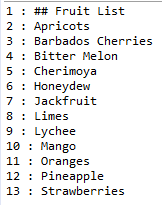 1 : ## Fruit List
2 : Apricots
3 : Barbados Cherries
4 : Bitter Melon
5 : Cherimoya
6 : Honeydew
7 : Jackfruit
8 : Limes
9 : Lychee
10 : Mango
11 : Oranges
12 : Pineapple
13 : Strawberries